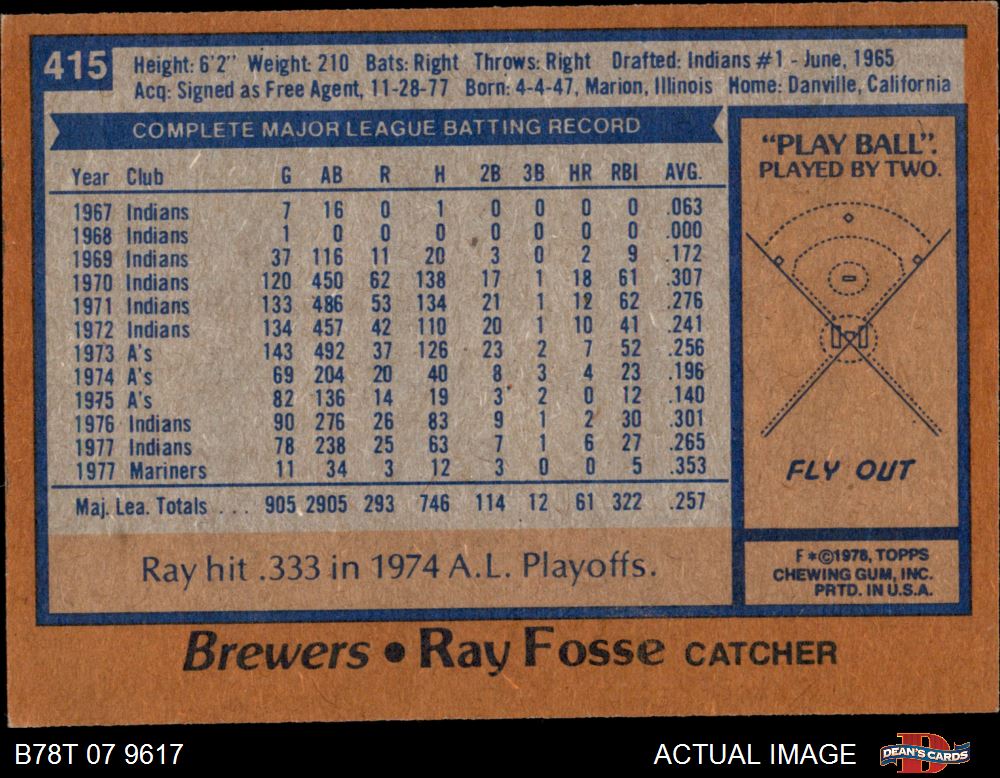 415
Height: 6'2" Weight: 210 Bats: Right Throws: Right Drafted: Indians #1 - June, 1965
Acq: Signed as Free Agent, 11-28-77 Born: 4-4-47, Marion, Illinois Home: Danville, California
COMPLETE MAJOR LEAGUE BATTING RECORD
Year Club G AB R H 2B 3B HR RBI AVG.
1967 Indians 7 16 0 1 0 0 0 0 .063
1968 Indians 1 0 0 0 0 0 0 0 .000
1969 Indians 37 116 11 20 3 0 2 9 .172
1970 Indians 120 450 62 138 17 1 18 61 .307
1971 Indians 133 486 53 134 21 1 12 62 .276
1972 Indians 134 457 42 110 20 1 10 41 .241
1973 A's 143 492 37 126 23 2 7 52 .256
1974 A's 69 204 20 40 8 3 4 23 .196
1975 A's 82 136 14 19 3 2 0 12 .140
1976 Indians 90 276 26 83 9 1 2 30 .301
1977 Indians 78 238 25 63 7 1 6 27 .265
1977 Mariners 11 34 3 12 3 0 0 5 .353
Maj. Lea. Totals . . . 905 2905 293 746 114 12 61 322 .257
Ray hit .333 in 1974 A.L. Playoffs.
"PLAY BALL".
PLAYED BY TWO.
FLY OUT
F *©1978, TOPPS
CHEWING GUM, INC.
PRTD. IN U.S.A.
Brewers • Ray Fosse CATCHER
B78T 07 9617
ACTUAL IMAGE
DEAN'S CARDS